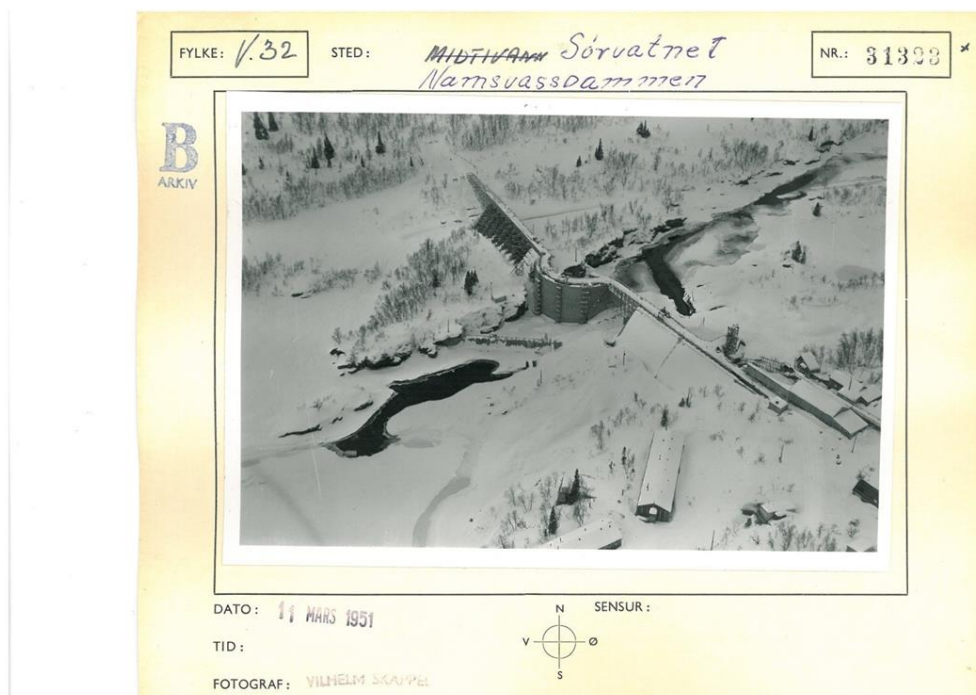 FYLKE: V.32 STED: MIDTIVANN Sórvatnet NR.: 31323 *
Namsvassdammen
B
ARKIV
DATO: 11 MARS 1951 SENSUR:
N
V Ø
S
TID:
FOTOGRAF: VILHELM SKAPPEL